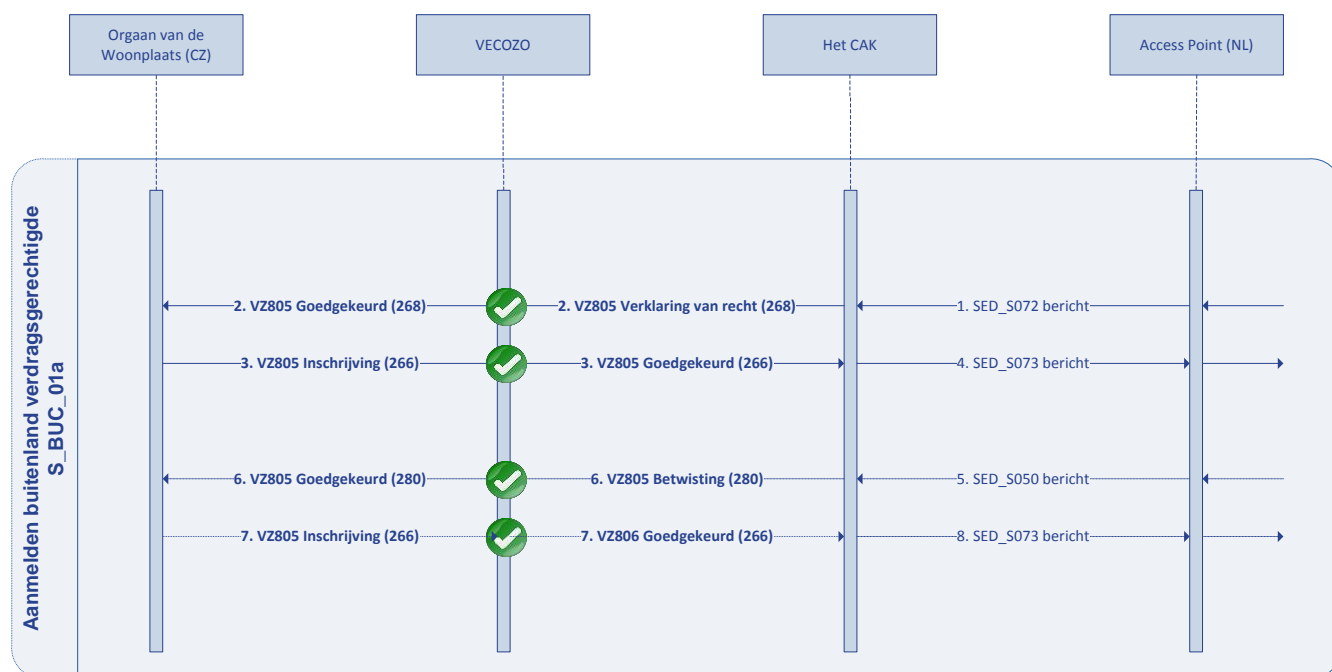 Orgaan van de
Woonplaats (CZ)
VECOZO
Het CAK
Access Point (NL)
Aanmelden buitenland verdragsgerechtigde
S_BUC_01a
2. VZ805 Goedgekeurd (268)
2. VZ805 Verklaring van recht (268)
1. SED_S072 bericht
3. VZ805 Inschrijving (266)
3. VZ805 Goedgekeurd (266)
4. SED_S073 bericht
6. VZ805 Goedgekeurd (280)
6. VZ805 Betwisting (280)
5. SED_S050 bericht
7. VZ805 Inschrijving (266)
7. VZ806 Goedgekeurd (266)
8. SED_S073 bericht